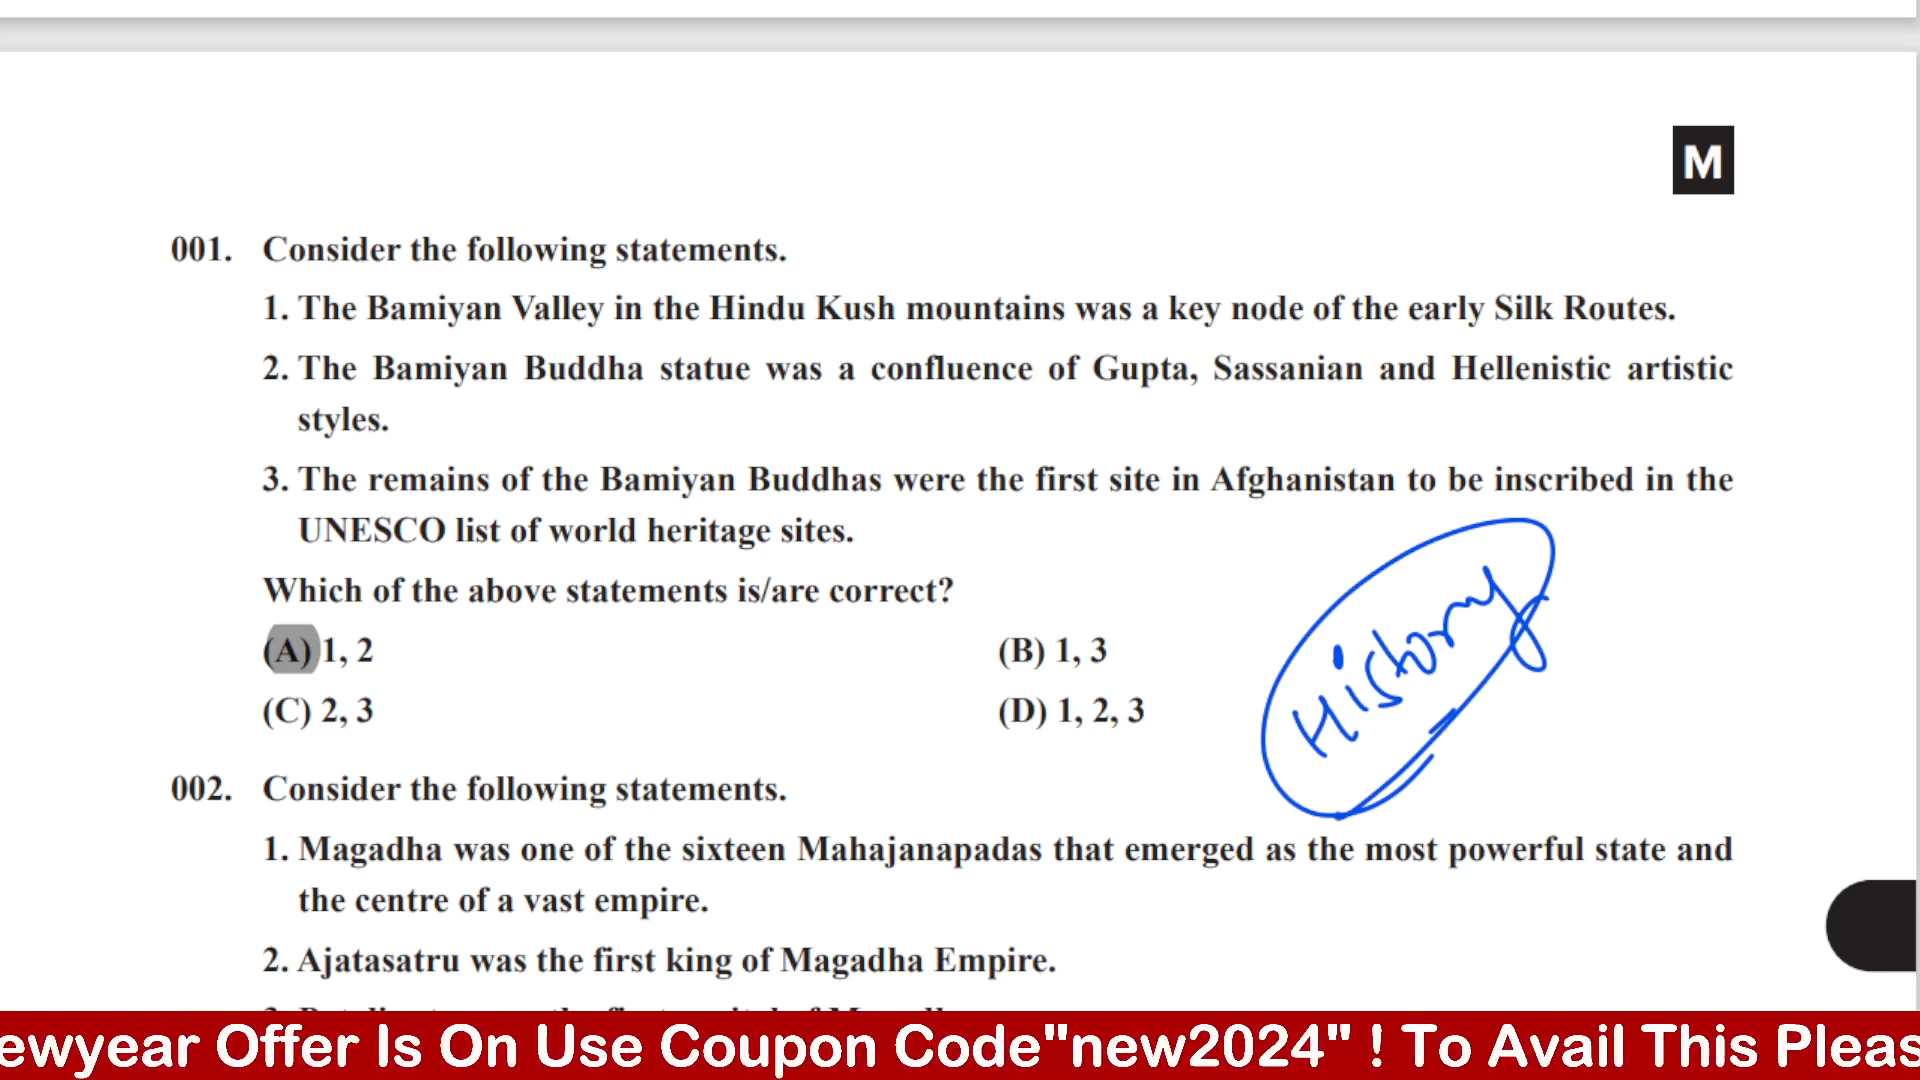 M
001. Consider the following statements.
1. The Bamiyan Valley in the Hindu Kush mountains was a key node of the early Silk Routes.
2. The Bamiyan Buddha statue was a confluence of Gupta, Sassanian and Hellenistic artistic
styles.
3. The remains of the Bamiyan Buddhas were the first site in Afghanistan to be inscribed in the
UNESCO list of world heritage sites.
Which of the above statements is/are correct?
(A) 1, 2 (B) 1, 3
(C) 2, 3 (D) 1, 2, 3
History
002. Consider the following statements.
1. Magadha was one of the sixteen Mahajanapadas that emerged as the most powerful state and
the centre of a vast empire.
2. Ajatasatru was the first king of Magadha Empire.
ewyear Offer Is On Use Coupon Code"new2024" ! To Avail This Pleas